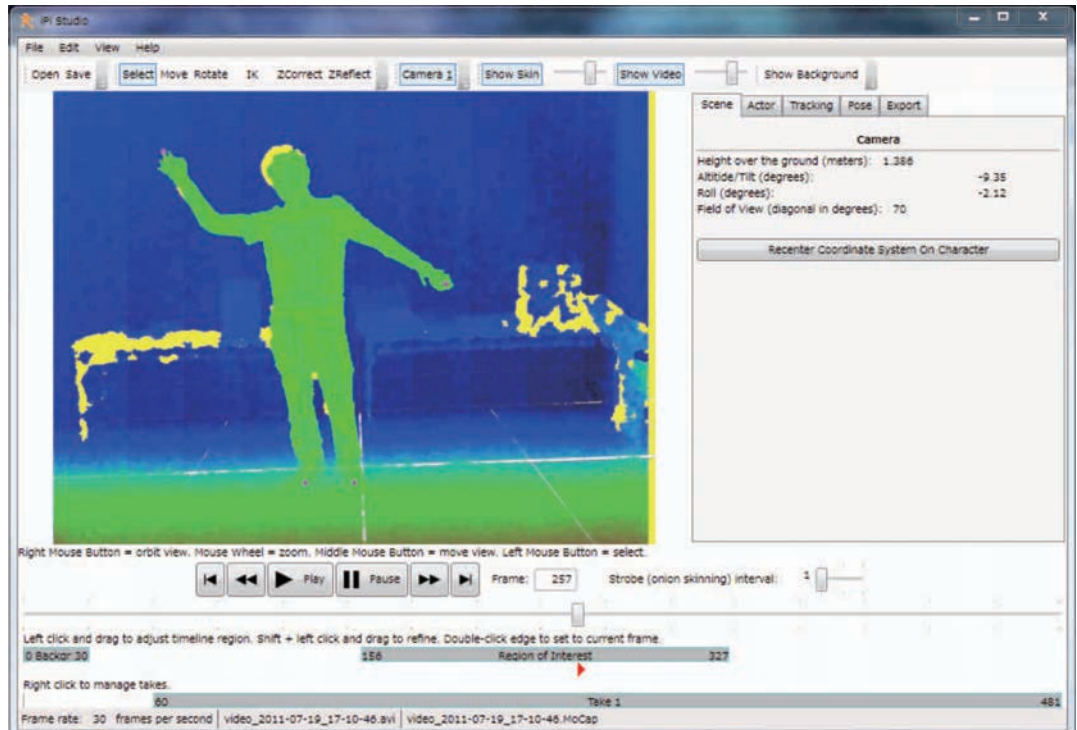 iPi Studio
File Edit View Help
Open Save Select Move Rotate IK ZCorrect ZReflect Camera 1 Show Skin Show Video Show Background
Scene Actor Tracking Pose Export
Camera
Height over the ground (meters): 1.386
Altitide/Tilt (degrees): -9.35
Roll (degrees): -2.12
Field of View (diagonal in degrees): 70
Recenter Coordinate System On Character
Right Mouse Button = orbit view. Mouse Wheel = zoom. Middle Mouse Button = move view. Left Mouse Button = select.
Play Pause Frame: 257 Strobe (onion skinning) interval: 1
Left click and drag to adjust timeline region. Shift + left click and drag to refine. Double-click edge to set to current frame.
0 Backgr 30 156 Region of Interest 327
Right click to manage takes.
60 Take 1 481
Frame rate: 30 frames per second video_2011-07-19_17-10-46.avi video_2011-07-19_17-10-46.MoCap